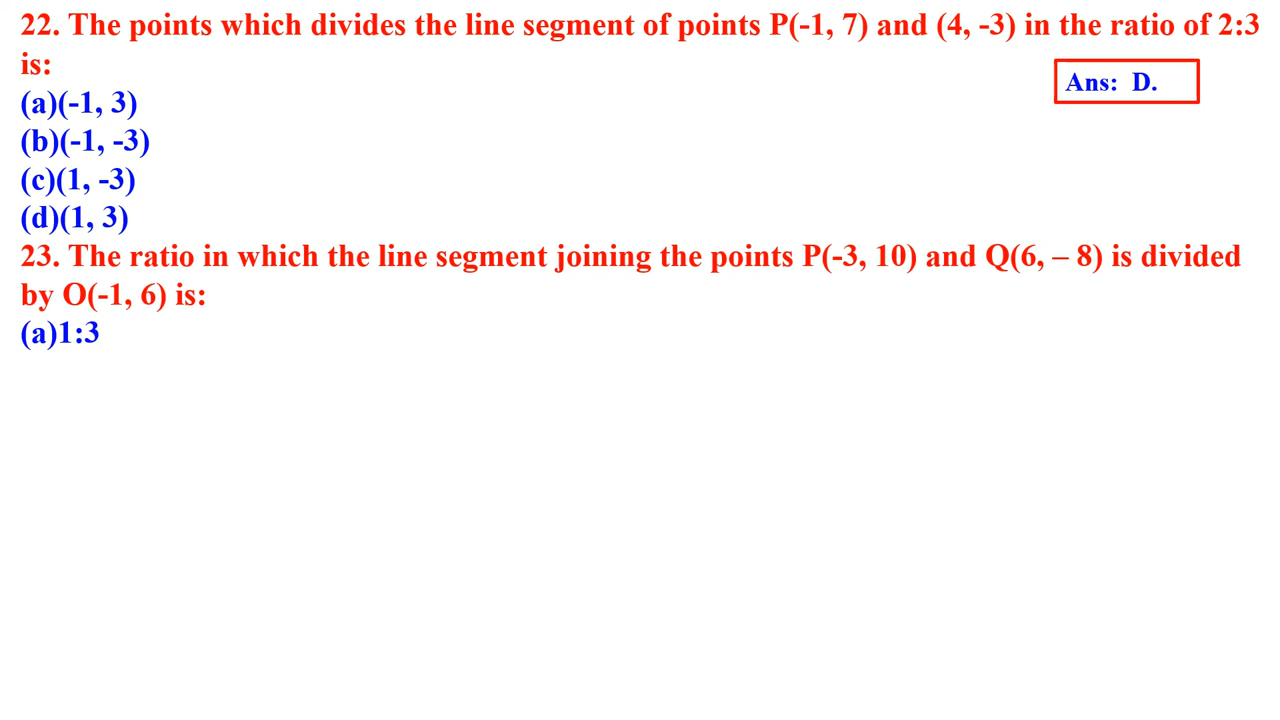 22. The points which divides the line segment of points P(-1, 7) and (4, -3) in the ratio of 2:3
is:
Ans: D.
(a)(-1, 3)
(b)(-1, -3)
(c)(1, -3)
(d)(1, 3)
23. The ratio in which the line segment joining the points P(-3, 10) and Q(6, – 8) is divided
by O(-1, 6) is:
(a)1:3